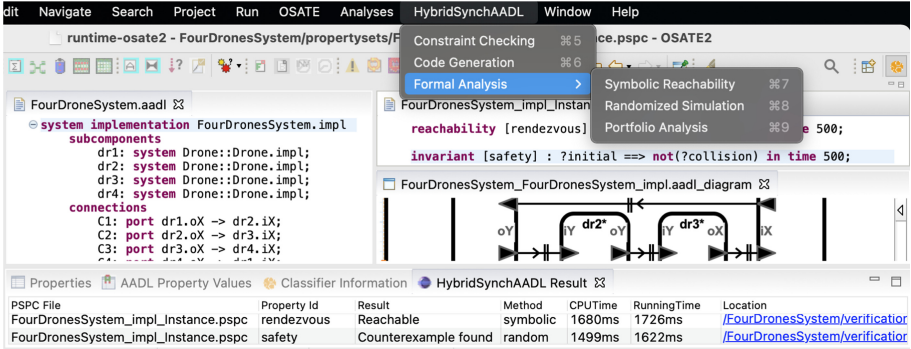 dit Navigate Search Project Run OSATE Analyses HybridSynchAADL Window Help
runtime-osate2 - FourDronesSystem/propertysets/F
nce.pspc - OSATE2
Constraint Checking ⌘5
Code Generation ⌘6
Formal Analysis >
Symbolic Reachability ⌘7
Randomized Simulation ⌘8
Portfolio Analysis ⌘9
FourDroneSystem.aadl
system implementation FourDronesSystem.impl
subcomponents
dr1: system Drone::Drone.impl;
dr2: system Drone::Drone.impl;
dr3: system Drone::Drone.impl;
dr4: system Drone::Drone.impl;
connections
C1: port dr1.oX -> dr2.iX;
C2: port dr2.oX -> dr3.iX;
C3: port dr3.oX -> dr4.iX;
FourDronesSystem_impl_Instan
reachability [rendezvous]
e 500;
invariant [safety] : ?initial ==> not(?collision) in time 500;
FourDronesSystem_FourDronesSystem_impl.aadl_diagram
oY iY dr2* oY iY dr3* oX iX
Properties AADL Property Values Classifier Information HybridSynchAADL Result
PSPC File Property Id Result Method CPUTime RunningTime Location
FourDronesSystem_impl_Instance.pspc rendezvous Reachable symbolic 1680ms 1726ms /FourDronesSystem/verification
FourDronesSystem_impl_Instance.pspc safety Counterexample found random 1499ms 1622ms /FourDronesSystem/verification